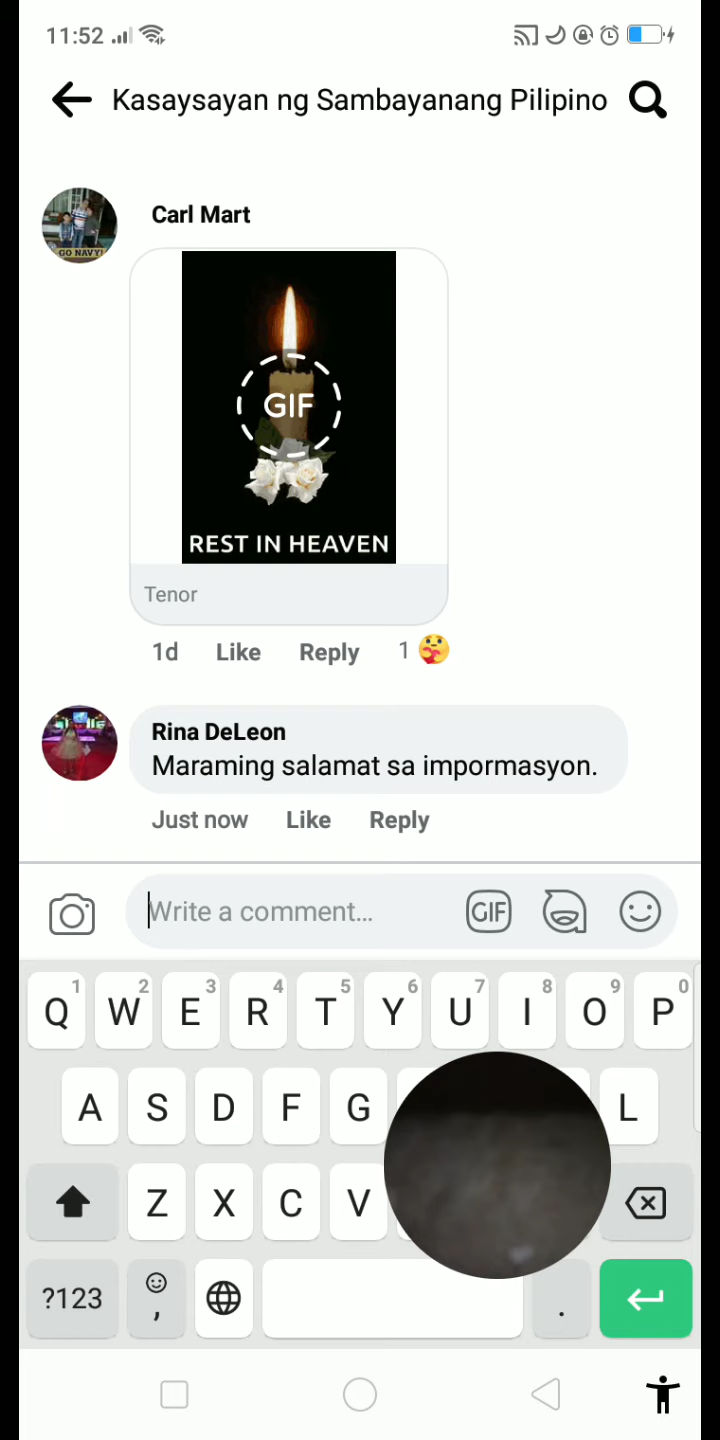 11:52
Kasaysayan ng Sambayanang Pilipino
GO NAVY!
Carl Mart
GIF
REST IN HEAVEN
Tenor
1d Like Reply 1
Rina DeLeon
Maraming salamat sa impormasyon.
Just now Like Reply
Write a comment... GIF
1 2 3 4 5 6 7 8 9 0
Q W E R T Y U I O P
A S D F G L
Z X C V
?123 , .